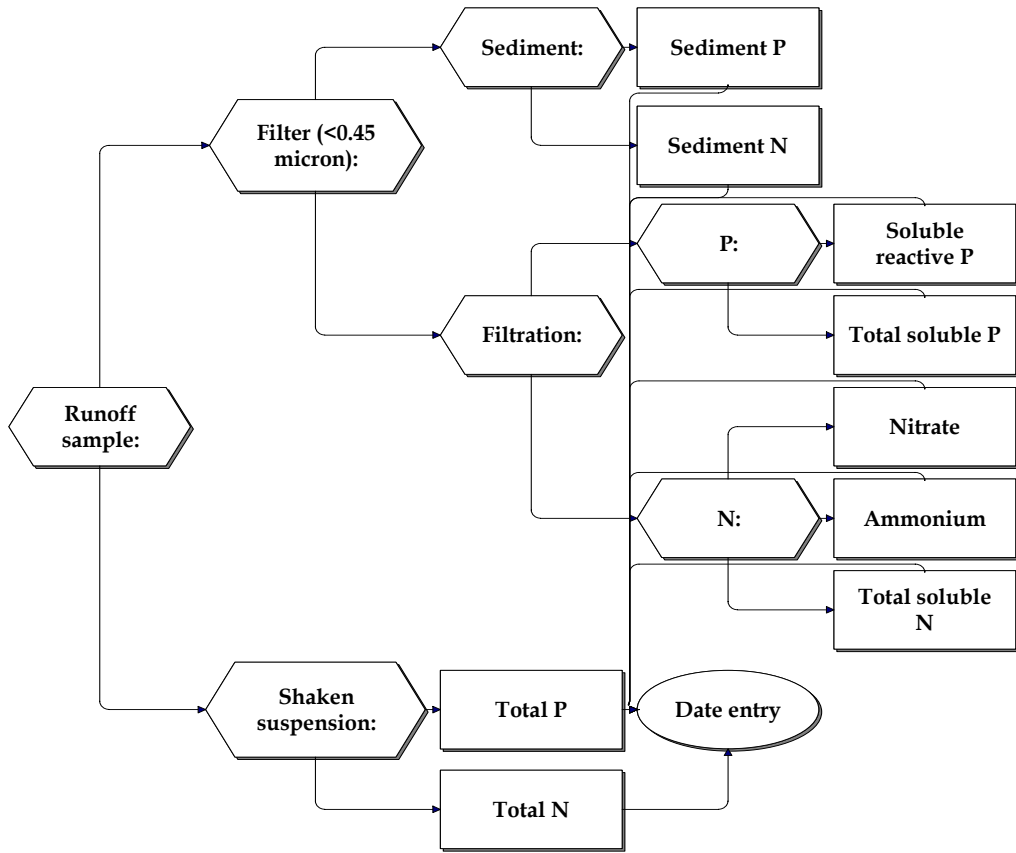 Sediment:
Sediment P
Filter (<0.45
micron):
Sediment N
P:
Soluble
reactive P
Filtration:
Total soluble P
Runoff
sample:
Nitrate
N:
Ammonium
Total soluble
N
Shaken
suspension:
Total P
Date entry
Total N